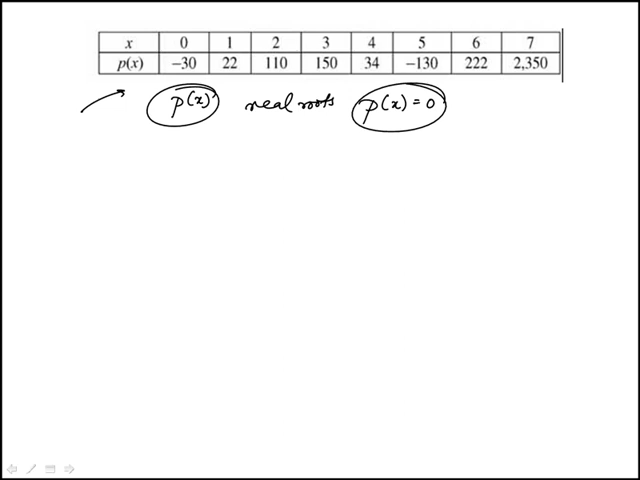 x 0 1 2 3 4 5 6 7
p(x) −30 22 110 150 34 −130 222 2,350
p(x) real roots p(x) = 0